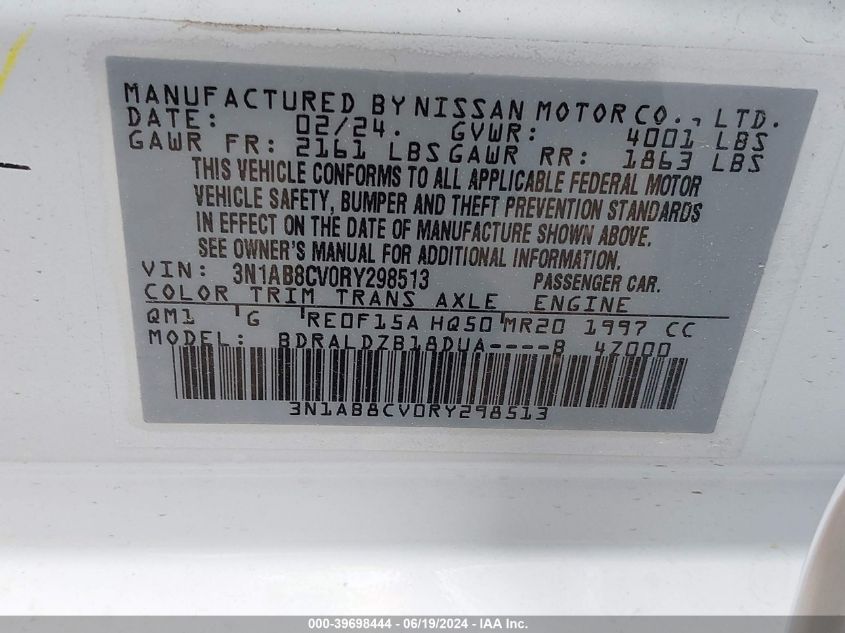 MANUFACTURED BY NISSAN MOTOR CO., LTD.
DATE: 02/24. GVWR: 4001 LBS
GAWR FR: 2161 LBS GAWR RR: 1863 LBS
THIS VEHICLE CONFORMS TO ALL APPLICABLE FEDERAL MOTOR
VEHICLE SAFETY, BUMPER AND THEFT PREVENTION STANDARDS
IN EFFECT ON THE DATE OF MANUFACTURE SHOWN ABOVE.
SEE OWNER'S MANUAL FOR ADDITIONAL INFORMATION.
VIN: 3N1AB8CV0RY298513 PASSENGER CAR.
COLOR TRIM TRANS AXLE ENGINE
QM1 G RE0F15A HQ50 MR20 1997 CC
MODEL: BDRALDZB18DUA----B 4Z000
3N1AB8CV0RY298513
000-39698444 - 06/19/2024 - IAA Inc.